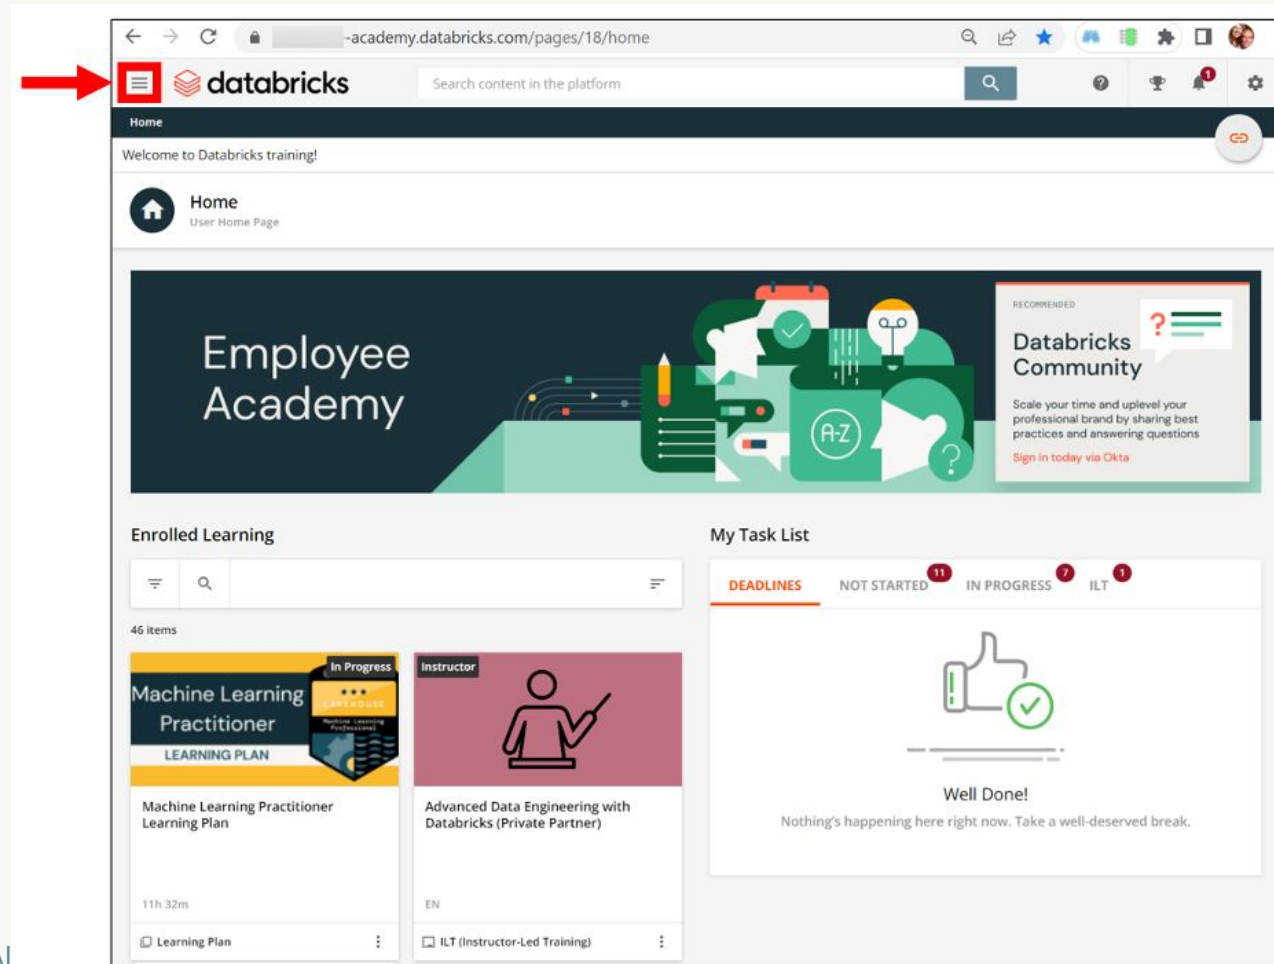 -academy.databricks.com/pages/18/home
databricks
Search content in the platform
1
Home
Welcome to Databricks training!
Home
User Home Page
Employee
Academy
A-Z
?
RECOMMENDED
?
Databricks
Community
Scale your time and uplevel your
professional brand by sharing best
practices and answering questions
Sign in today via Okta
Enrolled Learning
46 items
In Progress
Machine Learning
Practitioner
LEARNING PLAN
LAKEHOUSE
Machine Learning
Professional
Machine Learning Practitioner
Learning Plan
11h 32m
Learning Plan
Instructor
Advanced Data Engineering with
Databricks (Private Partner)
EN
ILT (Instructor-Led Training)
My Task List
DEADLINES NOT STARTED 11 IN PROGRESS 7 ILT 1
Well Done!
Nothing's happening here right now. Take a well-deserved break.